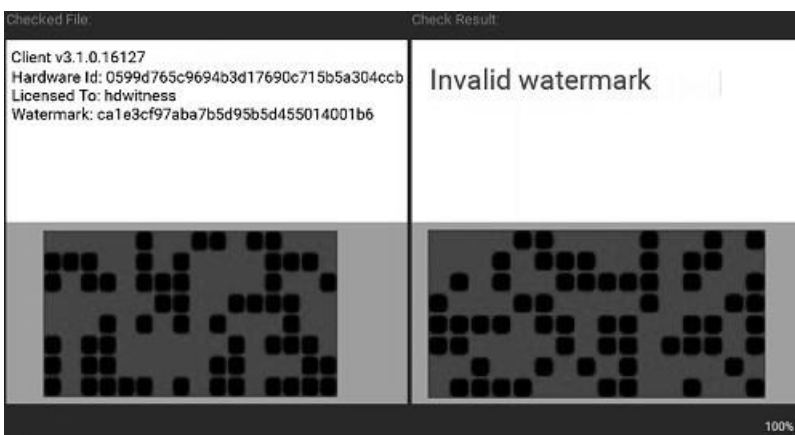 Checked File:
Check Result:
Client v3.1.0.16127
Hardware Id: 0599d765c9694b3d17690c715b5a304ccb
Licensed To: hdwitness
Watermark: ca1e3cf97aba7b5d95b5d455014001b6
Invalid watermark
100%